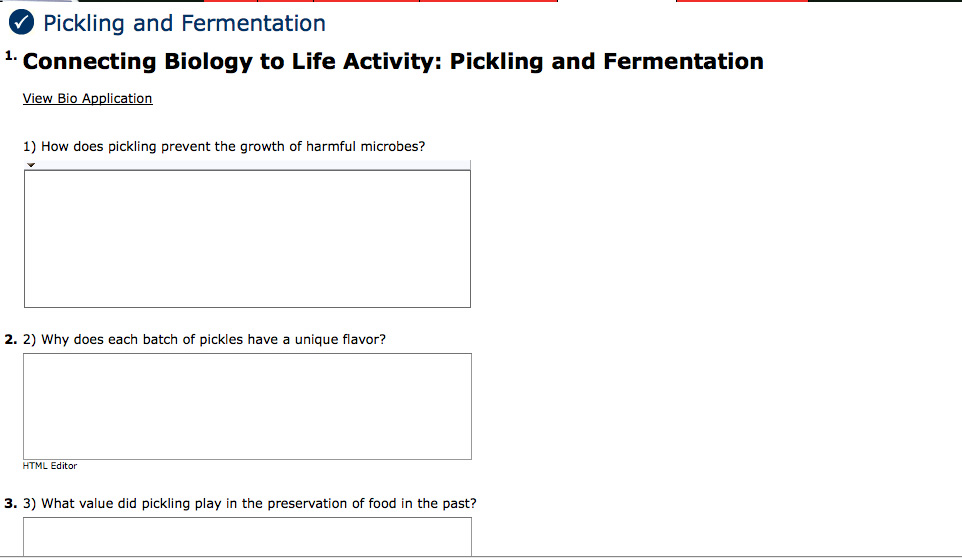 Pickling and Fermentation
1. Connecting Biology to Life Activity: Pickling and Fermentation
View Bio Application
1) How does pickling prevent the growth of harmful microbes?
2. 2) Why does each batch of pickles have a unique flavor?
HTML Editor
3. 3) What value did pickling play in the preservation of food in the past?